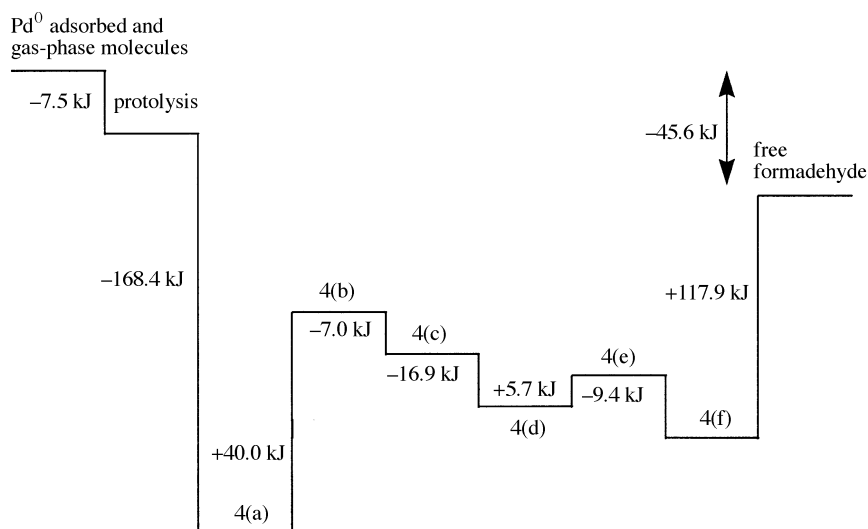 Pd⁰ adsorbed and
gas-phase molecules
–7.5 kJ
protolysis
–168.4 kJ
+40.0 kJ
4(a)
4(b)
–7.0 kJ
4(c)
–16.9 kJ
+5.7 kJ
4(d)
4(e)
–9.4 kJ
4(f)
+117.9 kJ
–45.6 kJ
free
formadehyde